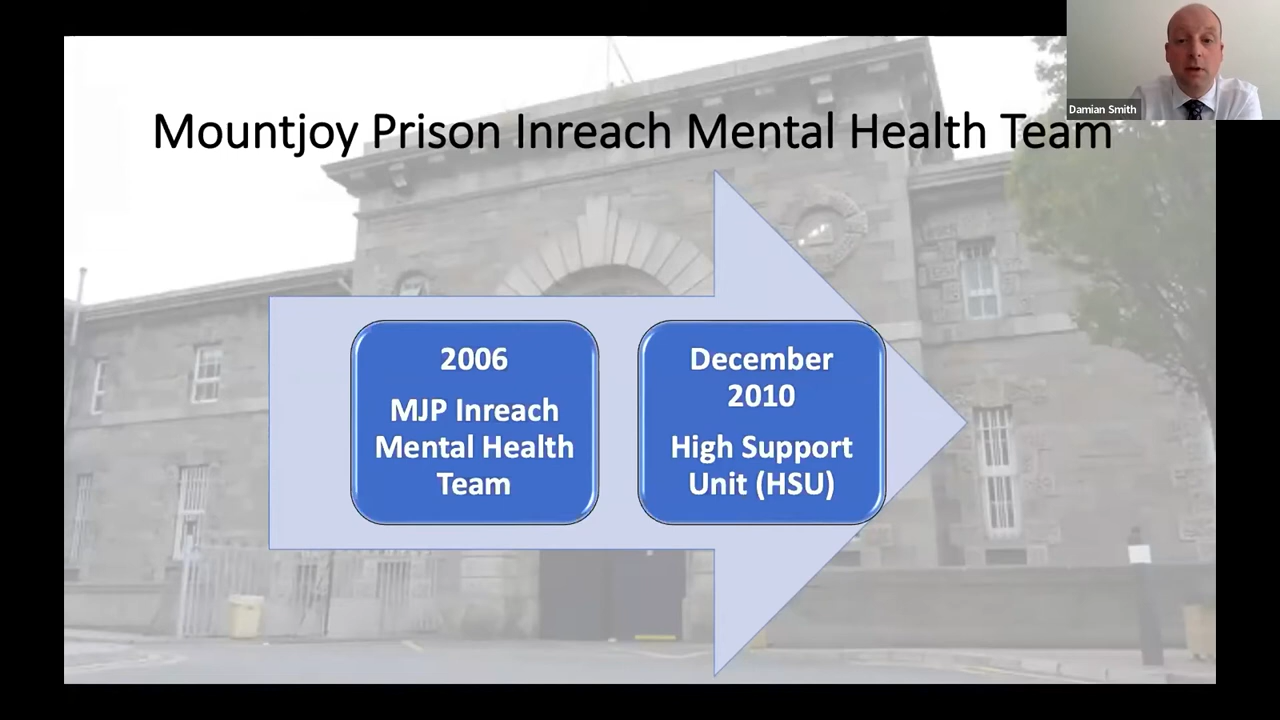 Damian Smith
Mountjoy Prison Inreach Mental Health Team
2006
MJP Inreach
Mental Health
Team
December
2010
High Support
Unit (HSU)